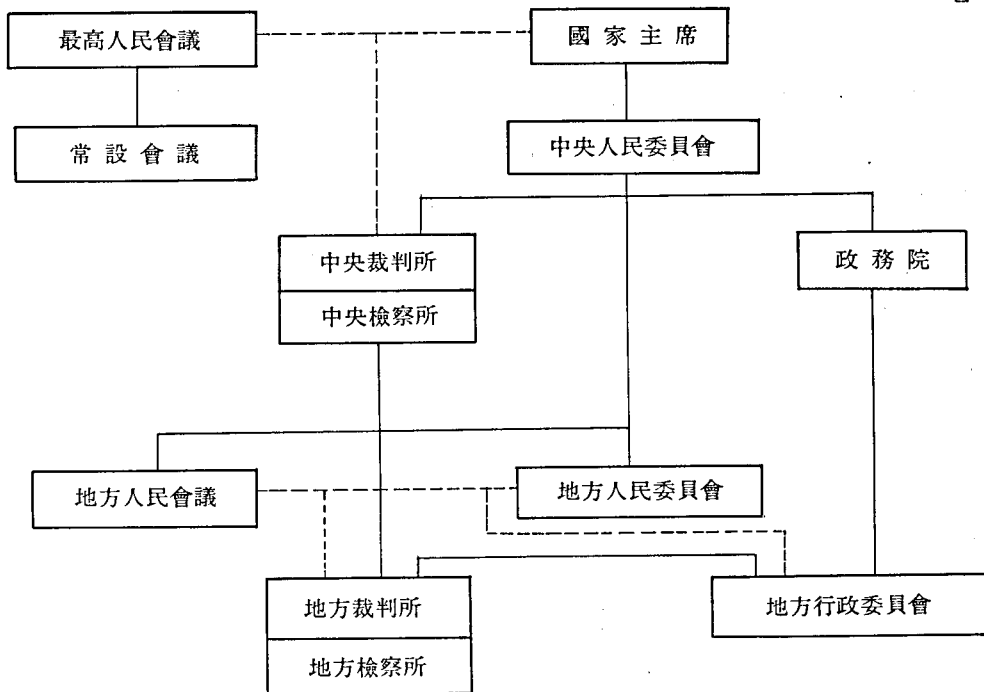 最高人民會議
國家主席
常設會議
中央人民委員會
中央裁判所
政務院
中央檢察所
地方人民會議
地方人民委員會
地方裁判所
地方行政委員會
地方檢察所